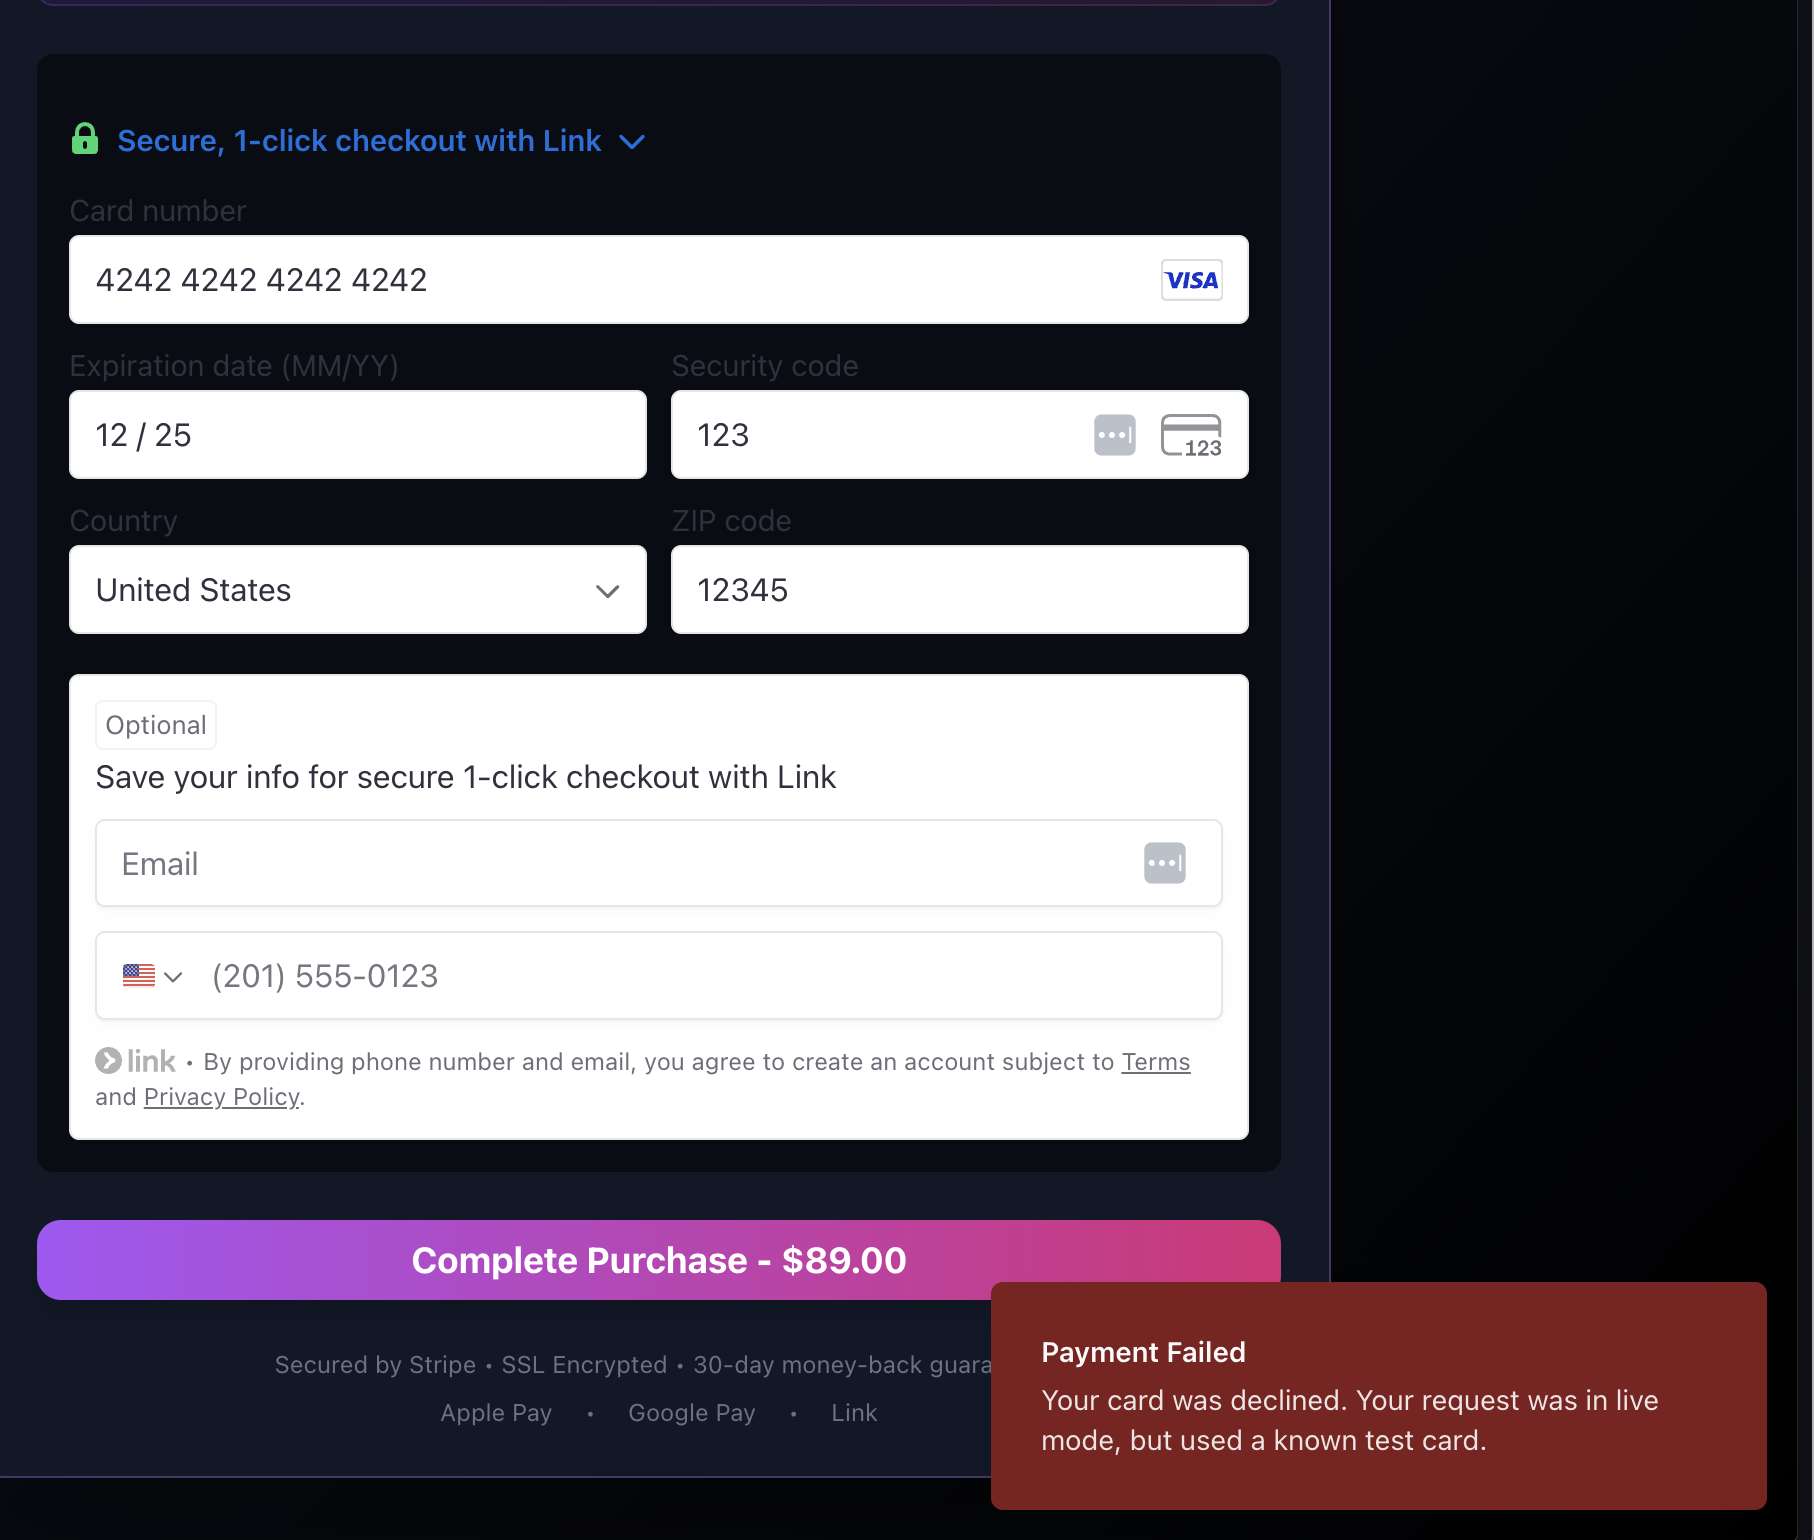 Secure, 1-click checkout with Link
Card number
4242 4242 4242 4242
VISA
Expiration date (MM/YY)
Security code
12 / 25
123
123
Country
ZIP code
United States
12345
Optional
Save your info for secure 1-click checkout with Link
Email
(201) 555-0123
link • By providing phone number and email, you agree to create an account subject to Terms
and Privacy Policy.
Complete Purchase - $89.00
Secured by Stripe • SSL Encrypted • 30-day money-back guara
Apple Pay • Google Pay • Link
Payment Failed
Your card was declined. Your request was in live
mode, but used a known test card.